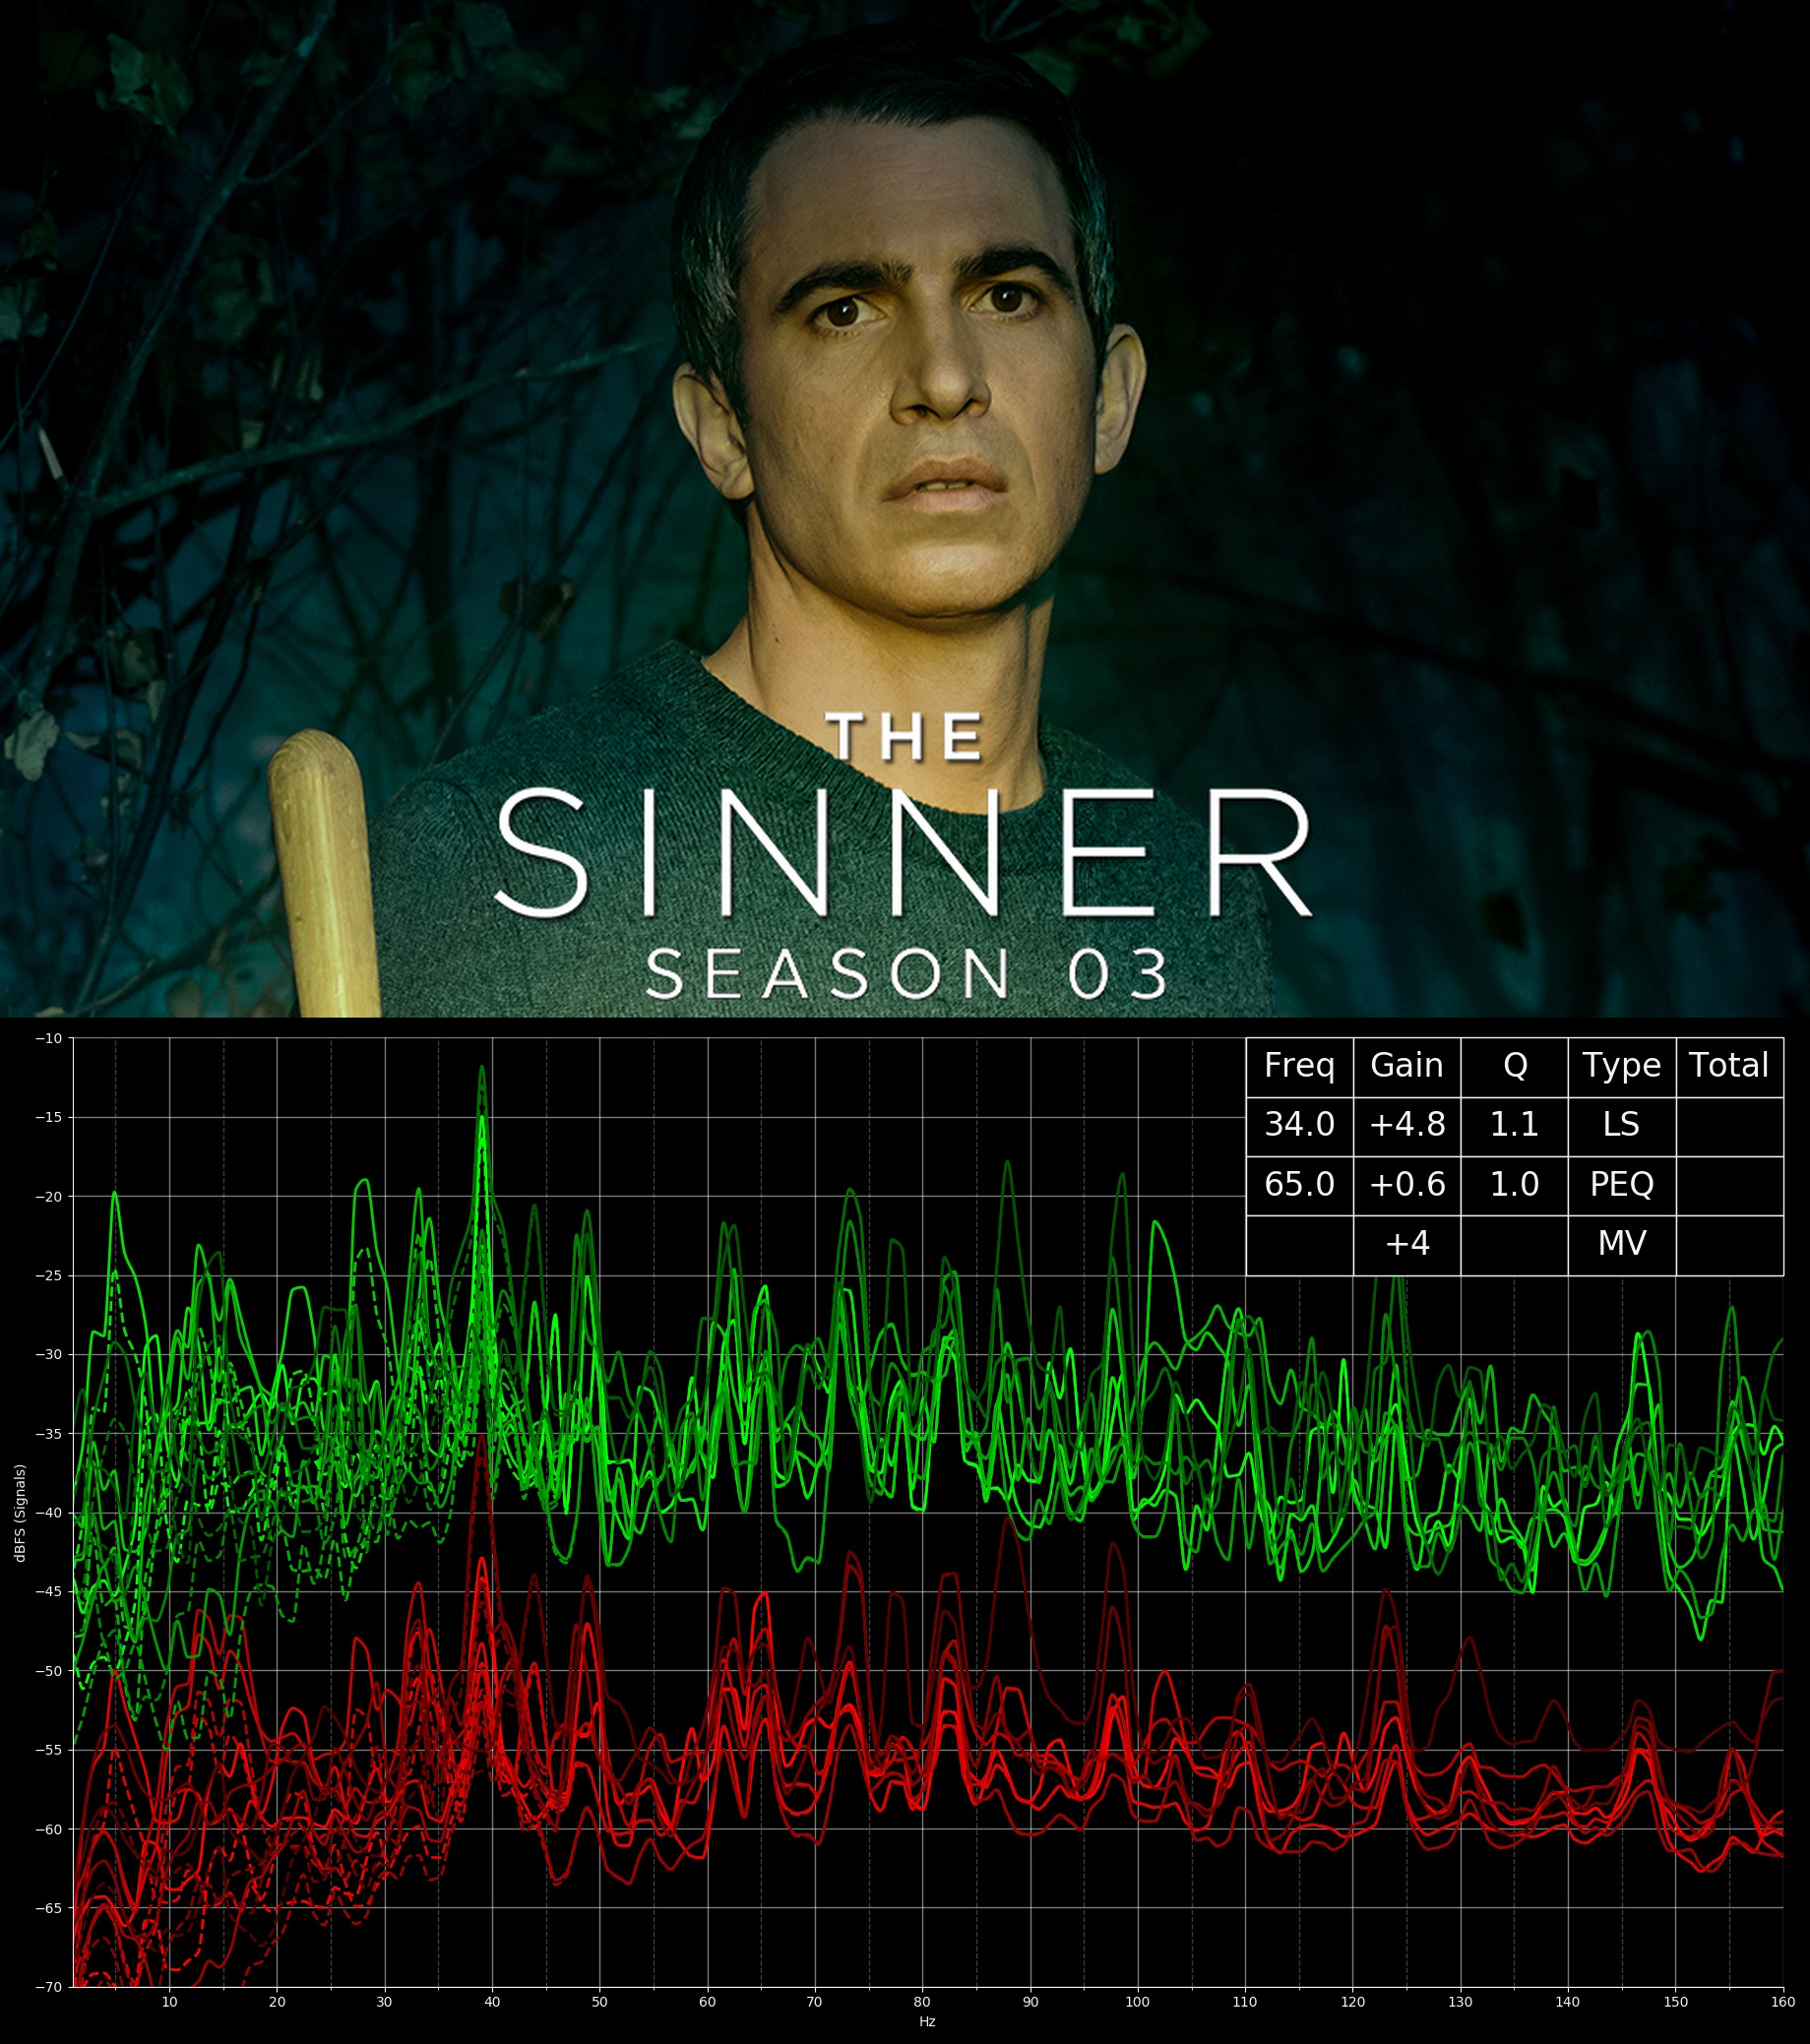 THE
SINNER
SEASON 03
Freq Gain Q Type Total
34.0 +4.8 1.1 LS
65.0 +0.6 1.0 PEQ
+4 MV
−10
−15
−20
−25
−30
−35
−40
−45
−50
−55
−60
−65
−70
dBFS (Signals)
10 20 30 40 50 60 70 80 90 100 110 120 130 140 150 160
Hz